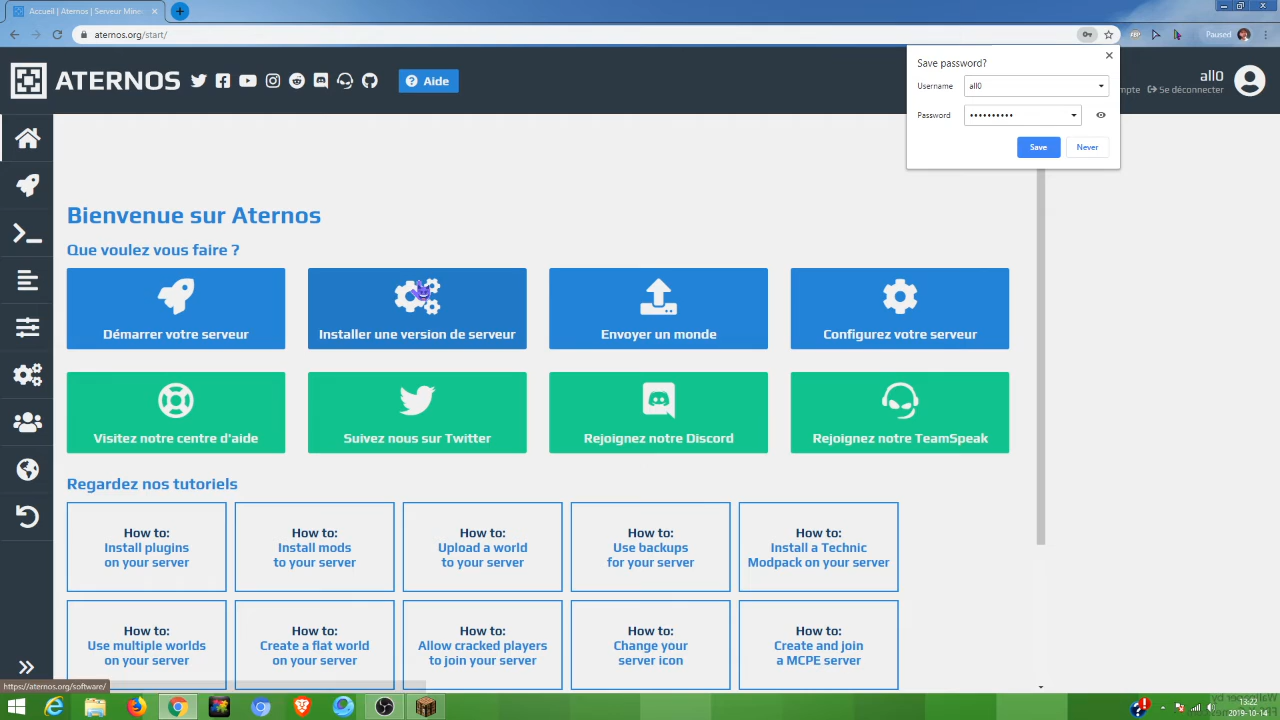 Accueil | Aternos | Serveur Mine
aternos.org/start/
Paused
ATERNOS
Aide
Save password?
Username
all0
Password
••••••••••
Save
Never
all0
mpte
Se déconnecter
Bienvenue sur Aternos
Que voulez vous faire ?
Démarrer votre serveur
Installer une version de serveur
Envoyer un monde
Configurez votre serveur
Visitez notre centre d'aide
Suivez nous sur Twitter
Rejoignez notre Discord
Rejoignez notre TeamSpeak
Regardez nos tutoriels
How to:
Install plugins
on your server
How to:
Install mods
to your server
How to:
Upload a world
to your server
How to:
Use backups
for your server
How to:
Install a Technic
Modpack on your server
How to:
Use multiple worlds
on your server
How to:
Create a flat world
on your server
How to:
Allow cracked players
to join your server
How to:
Change your
server icon
How to:
Create and join
a MCPE server
https://aternos.org/software/
13:22
2019-10-14